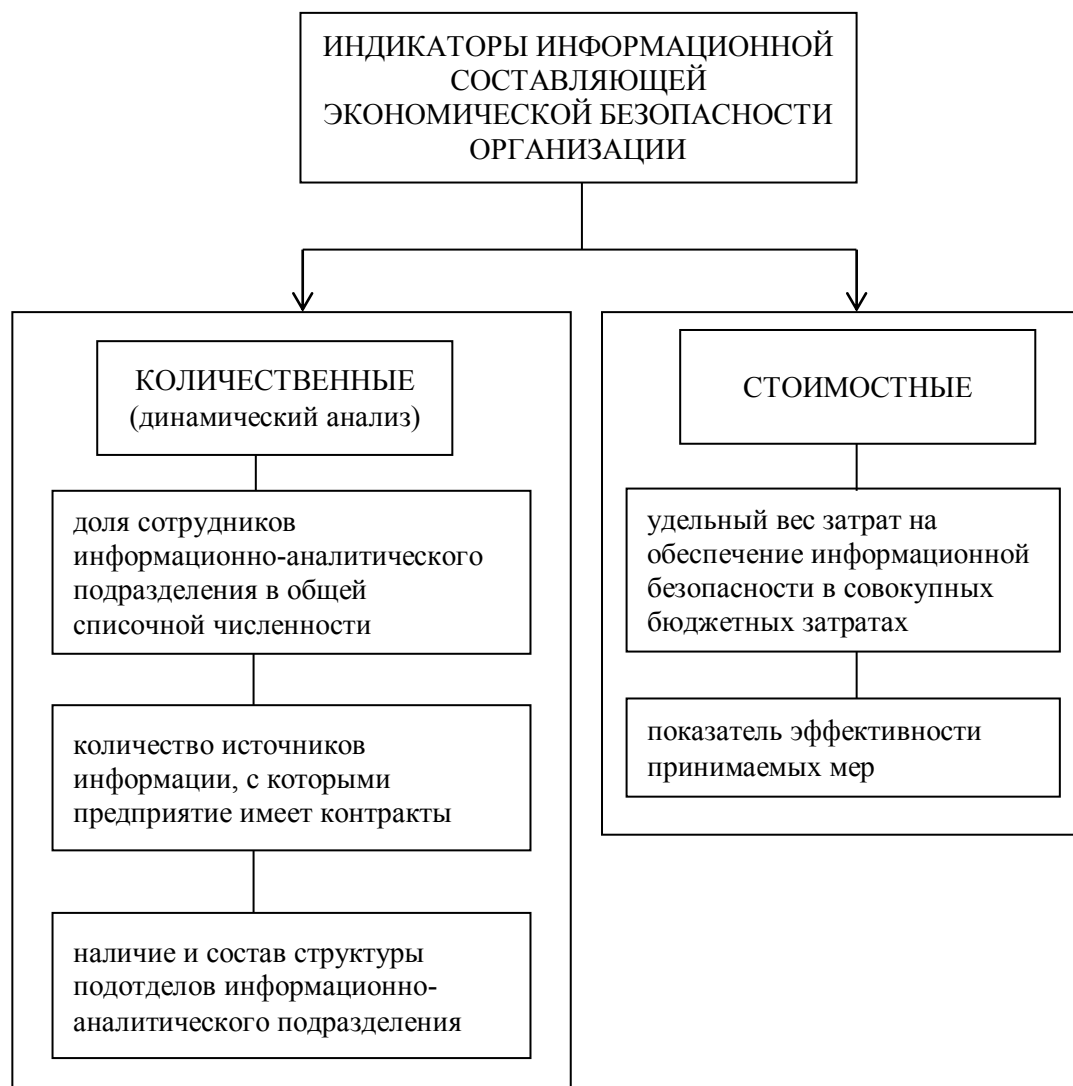 ИНДИКАТОРЫ ИНФОРМАЦИОННОЙ
СОСТАВЛЯЮЩЕЙ
ЭКОНОМИЧЕСКОЙ БЕЗОПАСНОСТИ
ОРГАНИЗАЦИИ
КОЛИЧЕСТВЕННЫЕ
(динамический анализ)
доля сотрудников
информационно-аналитического
подразделения в общей
списочной численности
количество источников
информации, с которыми
предприятие имеет контракты
наличие и состав структуры
подотделов информационно-
аналитического подразделения
СТОИМОСТНЫЕ
удельный вес затрат на
обеспечение информационной
безопасности в совокупных
бюджетных затратах
показатель эффективности
принимаемых мер